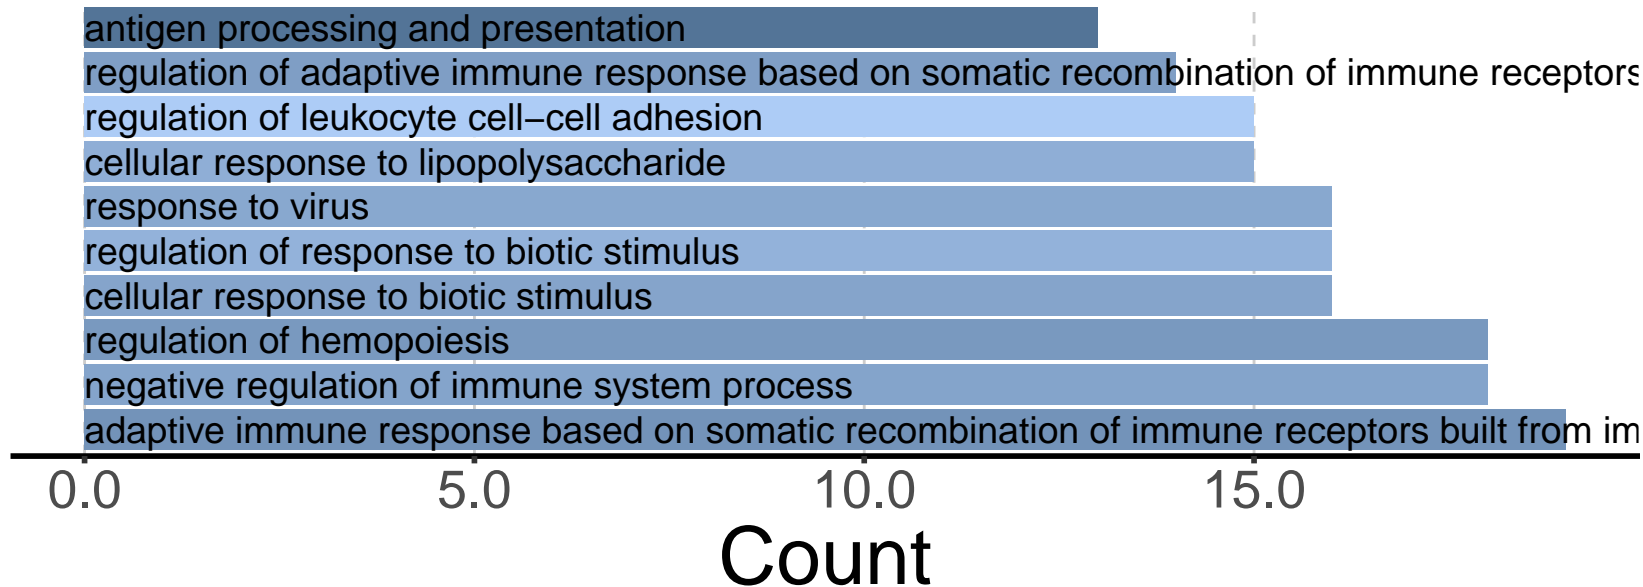 antigen processing and presentation
regulation of adaptive immune response based on somatic recombination of immune receptors
regulation of leukocyte cell−cell adhesion
cellular response to lipopolysaccharide
response to virus
regulation of response to biotic stimulus
cellular response to biotic stimulus
regulation of hemopoiesis
negative regulation of immune system process
adaptive immune response based on somatic recombination of immune receptors built from im
0.0 5.0 10.0 15.0
Count